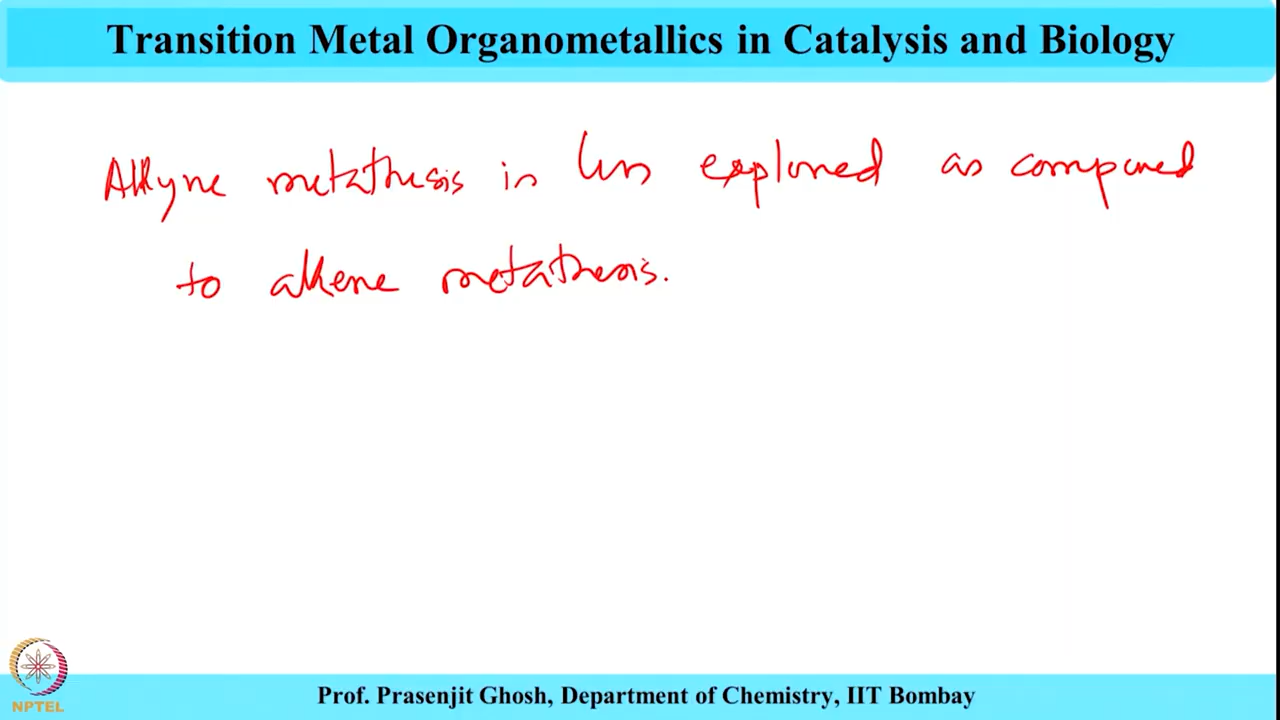 Transition Metal Organometallics in Catalysis and Biology
Alkyne metathesis is less explored as compared
to alkene metathesis.
NPTEL
Prof. Prasenjit Ghosh, Department of Chemistry, IIT Bombay